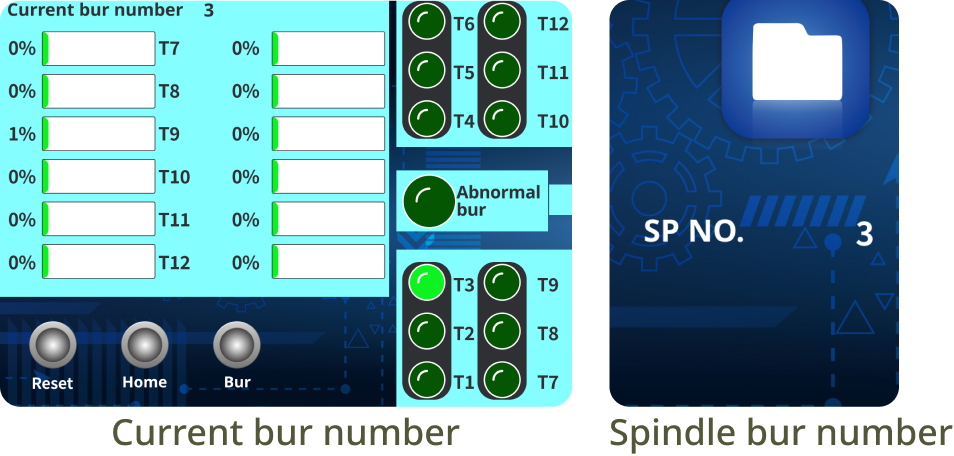 Current bur number 3
0% T7 0%
0% T8 0%
1% T9 0%
0% T10 0%
0% T11 0%
0% T12 0%
Reset Home Bur
T6 T12
T5 T11
T4 T10
Abnormal
bur
T3 T9
T2 T8
T1 T7
SP NO. 3
Current bur number
Spindle bur number